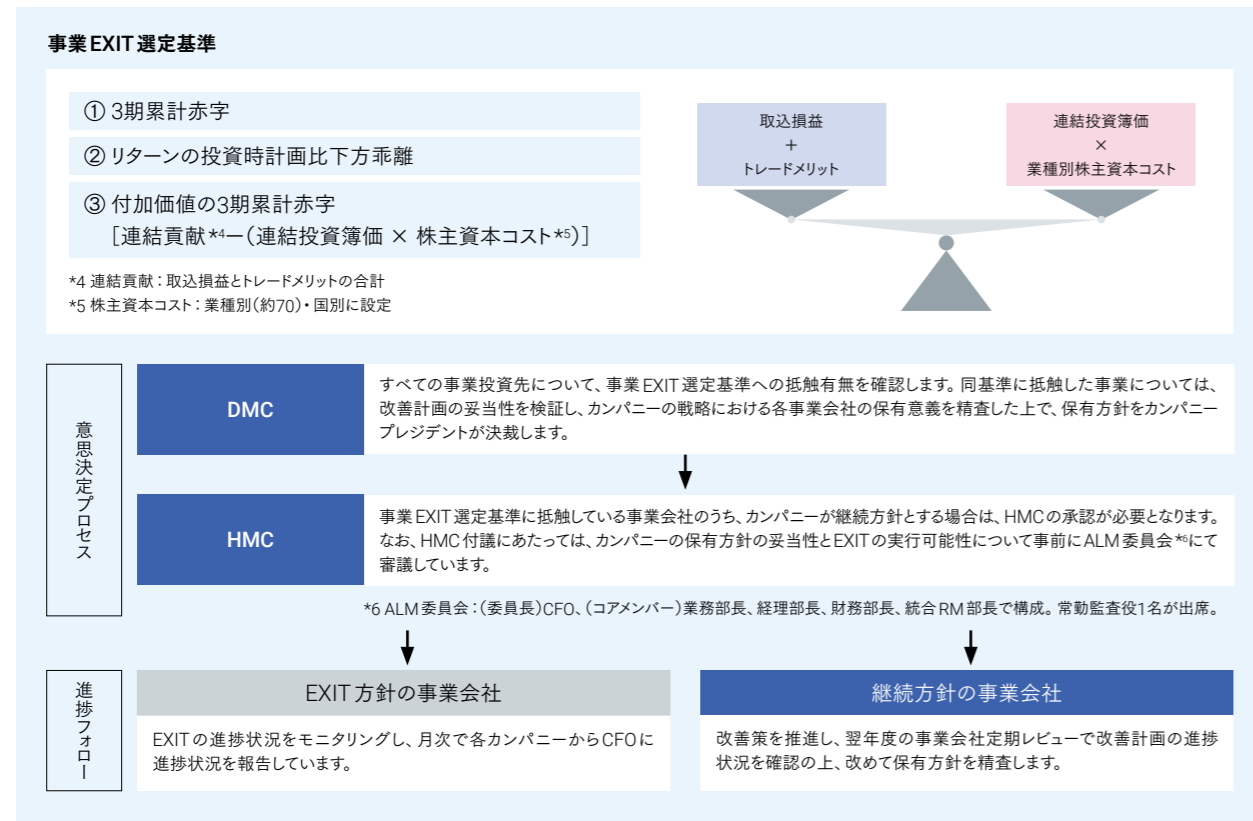 事業EXIT選定基準
① 3期累計赤字
② リターンの投資時計画比下方乖離
③ 付加価値の3期累計赤字
［連結貢献*4ー（連結投資簿価 × 株主資本コスト*5）］
*4 連結貢献：取込損益とトレードメリットの合計
*5 株主資本コスト：業種別（約70）・国別に設定
取込損益
＋
トレードメリット
連結投資簿価
×
業種別株主資本コスト
意思決定プロセス
DMC
すべての事業投資先について、事業EXIT選定基準への抵触有無を確認します。同基準に抵触した事業については、
改善計画の妥当性を検証し、カンパニーの戦略における各事業会社の保有意義を精査した上で、保有方針をカンパニー
プレジデントが決裁します。
HMC
事業EXIT選定基準に抵触している事業会社のうち、カンパニーが継続方針とする場合は、HMCの承認が必要となります。
なお、HMC付議にあたっては、カンパニーの保有方針の妥当性とEXITの実行可能性について事前にALM委員会*6にて
審議しています。
*6 ALM委員会：（委員長）CFO、（コアメンバー）業務部長、経理部長、財務部長、統合RM部長で構成。常勤監査役1名が出席。
進捗フォロー
EXIT方針の事業会社
EXITの進捗状況をモニタリングし、月次で各カンパニーからCFOに
進捗状況を報告しています。
継続方針の事業会社
改善策を推進し、翌年度の事業会社定期レビューで改善計画の進捗
状況を確認の上、改めて保有方針を精査します。